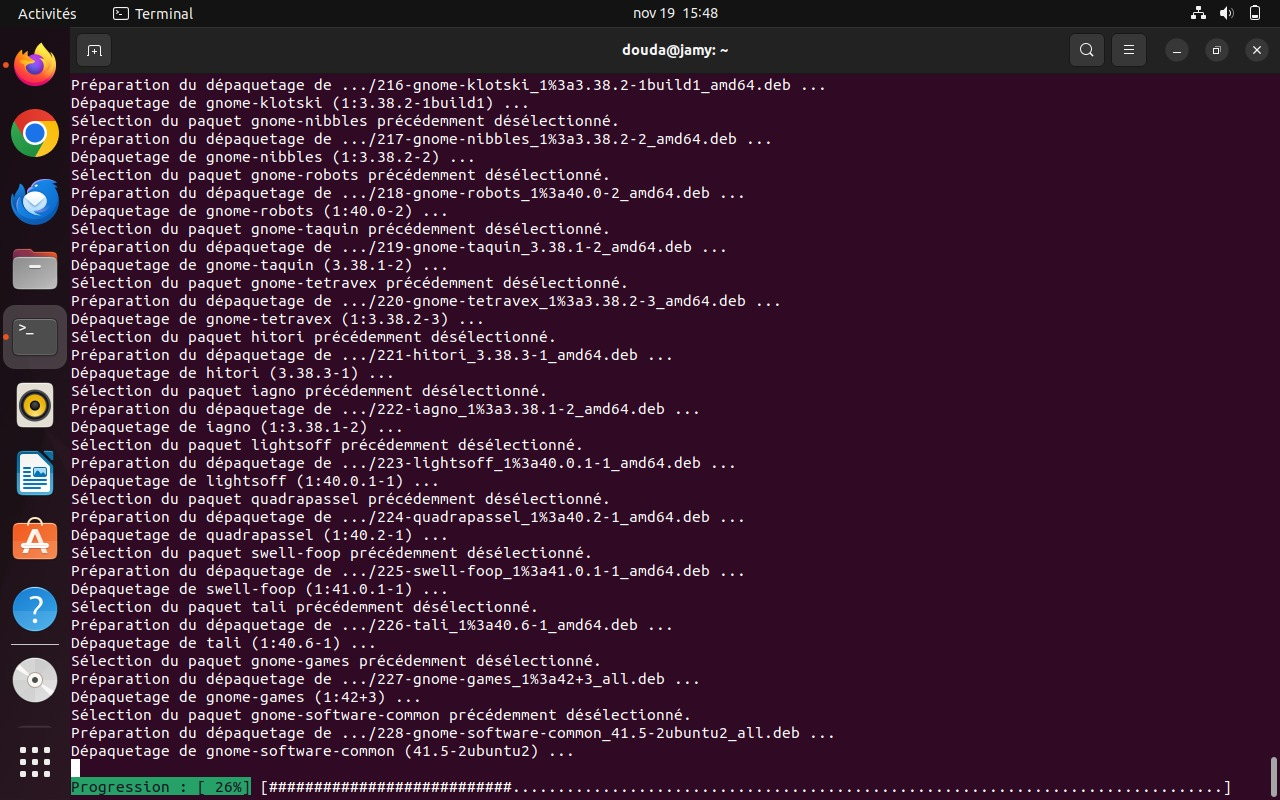 Activités
Terminal
nov 19 15:48
douda@jamy: ~
Préparation du dépaquetage de .../216-gnome-klotski_1%3a3.38.2-1build1_amd64.deb ...
Dépaquetage de gnome-klotski (1:3.38.2-1build1) ...
Sélection du paquet gnome-nibbles précédemment désélectionné.
Préparation du dépaquetage de .../217-gnome-nibbles_1%3a3.38.2-2_amd64.deb ...
Dépaquetage de gnome-nibbles (1:3.38.2-2) ...
Sélection du paquet gnome-robots précédemment désélectionné.
Préparation du dépaquetage de .../218-gnome-robots_1%3a40.0-2_amd64.deb ...
Dépaquetage de gnome-robots (1:40.0-2) ...
Sélection du paquet gnome-taquin précédemment désélectionné.
Préparation du dépaquetage de .../219-gnome-taquin_3.38.1-2_amd64.deb ...
Dépaquetage de gnome-taquin (3.38.1-2) ...
Sélection du paquet gnome-tetravex précédemment désélectionné.
Préparation du dépaquetage de .../220-gnome-tetravex_1%3a3.38.2-3_amd64.deb ...
Dépaquetage de gnome-tetravex (1:3.38.2-3) ...
Sélection du paquet hitori précédemment désélectionné.
Préparation du dépaquetage de .../221-hitori_3.38.3-1_amd64.deb ...
Dépaquetage de hitori (3.38.3-1) ...
Sélection du paquet iagno précédemment désélectionné.
Préparation du dépaquetage de .../222-iagno_1%3a3.38.1-2_amd64.deb ...
Dépaquetage de iagno (1:3.38.1-2) ...
Sélection du paquet lightsoff précédemment désélectionné.
Préparation du dépaquetage de .../223-lightsoff_1%3a40.0.1-1_amd64.deb ...
Dépaquetage de lightsoff (1:40.0.1-1) ...
Sélection du paquet quadrapassel précédemment désélectionné.
Préparation du dépaquetage de .../224-quadrapassel_1%3a40.2-1_amd64.deb ...
Dépaquetage de quadrapassel (1:40.2-1) ...
Sélection du paquet swell-foop précédemment désélectionné.
Préparation du dépaquetage de .../225-swell-foop_1%3a41.0.1-1_amd64.deb ...
Dépaquetage de swell-foop (1:41.0.1-1) ...
Sélection du paquet tali précédemment désélectionné.
Préparation du dépaquetage de .../226-tali_1%3a40.6-1_amd64.deb ...
Dépaquetage de tali (1:40.6-1) ...
Sélection du paquet gnome-games précédemment désélectionné.
Préparation du dépaquetage de .../227-gnome-games_1%3a42+3_all.deb ...
Dépaquetage de gnome-games (1:42+3) ...
Sélection du paquet gnome-software-common précédemment désélectionné.
Préparation du dépaquetage de .../228-gnome-software-common_41.5-2ubuntu2_all.deb ...
Dépaquetage de gnome-software-common (41.5-2ubuntu2) ...
Progression : [ 26%] [###########################...............................................................................]